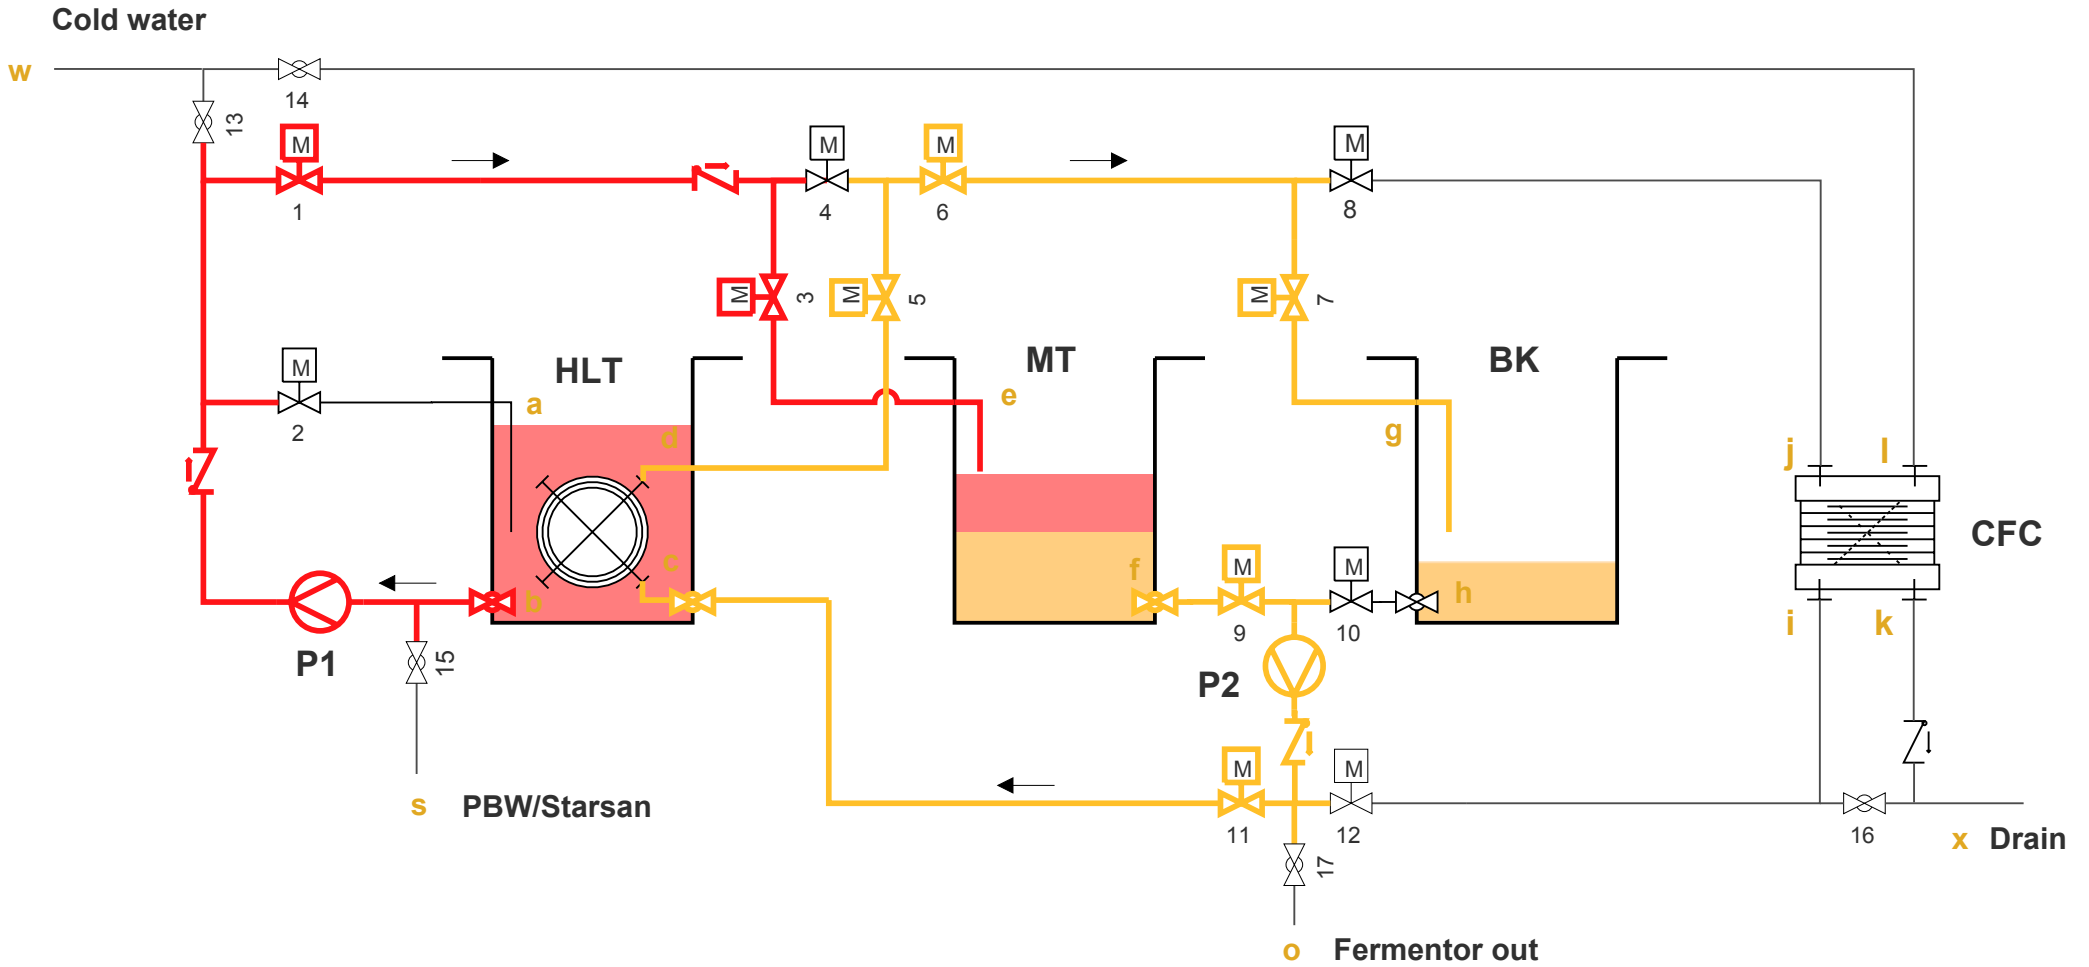 Cold water
w
14
13
M
M
M
M
1
4
6
8
M
3
M
5
M
7
M
HLT
MT
BK
a
e
2
d
g
j
l
CFC
c
f
M
M
b
h
9
10
i
k
P1
15
P2
M
M
s
PBW/Starsan
11
12
16
x
Drain
17
o
Fermentor out